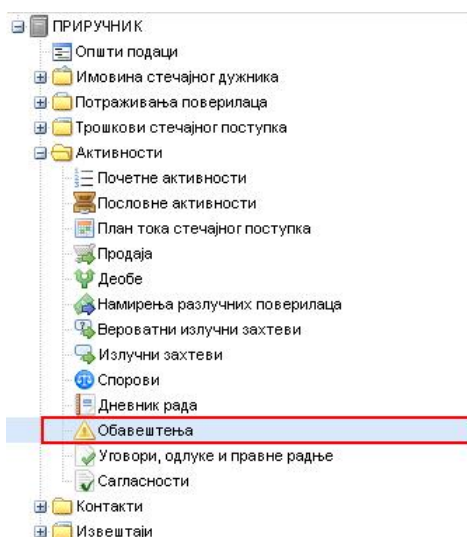 ПРИРУЧНИК
Општи подаци
Имовина стечајног дужника
Потраживања поверилаца
Трошкови стечајног поступка
Активности
Почетне активности
Пословне активности
План тока стечајног поступка
Продаја
Деобе
Намирења разлучних поверилаца
Вероватни излучни захтеви
Излучни захтеви
Спорови
Дневник рада
Обавештења
Уговори, одлуке и правне радње
Сагласности
Контакти
Извештаји